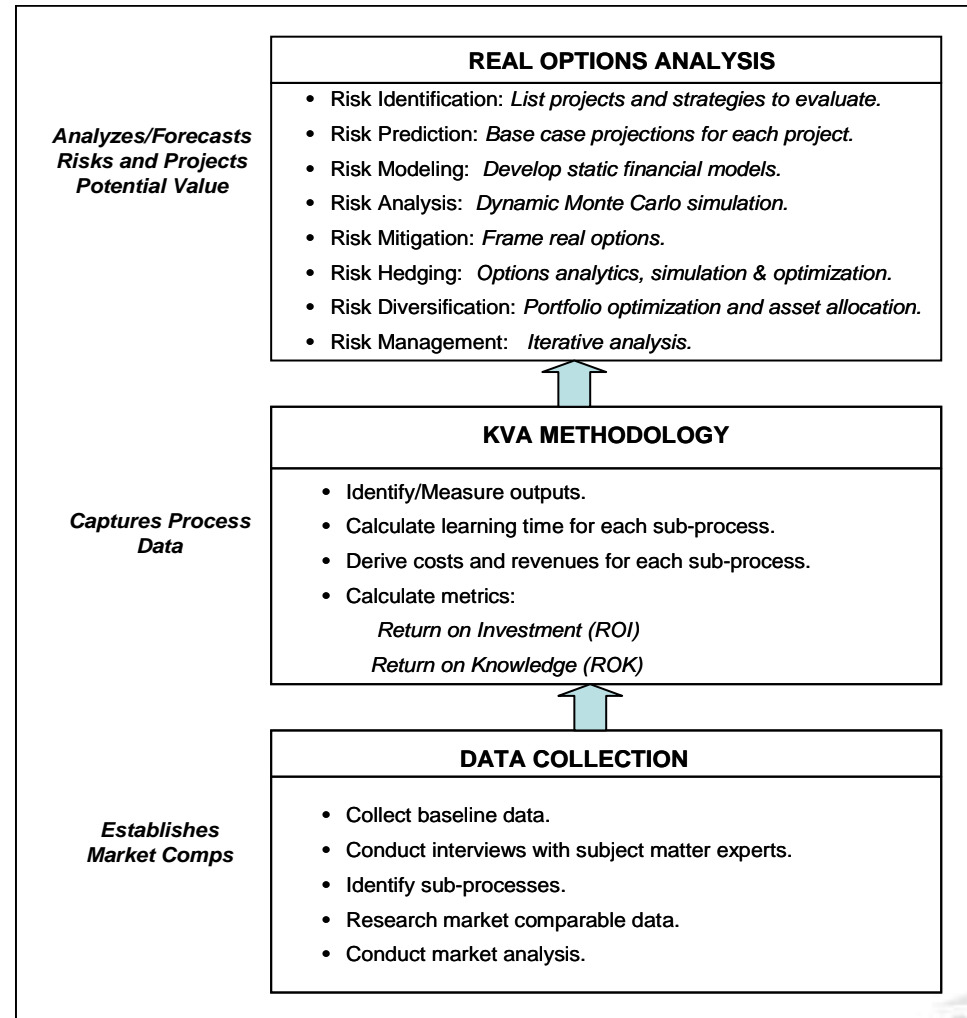 REAL OPTIONS ANALYSIS
Analyzes/Forecasts
Risks and Projects
Potential Value
• Risk Identification: List projects and strategies to evaluate.
• Risk Prediction: Base case projections for each project.
• Risk Modeling: Develop static financial models.
• Risk Analysis: Dynamic Monte Carlo simulation.
• Risk Mitigation: Frame real options.
• Risk Hedging: Options analytics, simulation & optimization.
• Risk Diversification: Portfolio optimization and asset allocation.
• Risk Management: Iterative analysis.
KVA METHODOLOGY
Captures Process
Data
• Identify/Measure outputs.
• Calculate learning time for each sub-process.
• Derive costs and revenues for each sub-process.
• Calculate metrics:
Return on Investment (ROI)
Return on Knowledge (ROK)
DATA COLLECTION
Establishes
Market Comps
• Collect baseline data.
• Conduct interviews with subject matter experts.
• Identify sub-processes.
• Research market comparable data.
• Conduct market analysis.